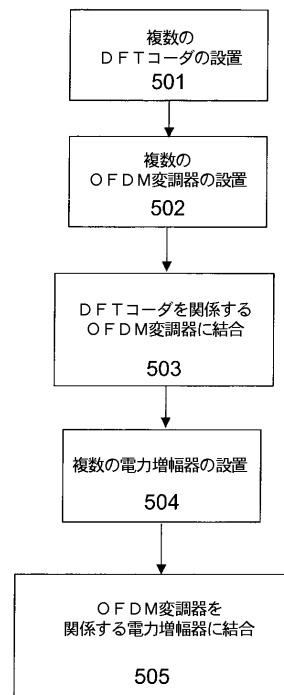 複数の
ＤＦＴコーダの設置
501
複数の
ＯＦＤＭ変調器の設置
502
ＤＦＴコーダを関係する
ＯＦＤＭ変調器に結合
503
複数の電力増幅器の設置
504
ＯＦＤＭ変調器を
関係する電力増幅器に結合
505